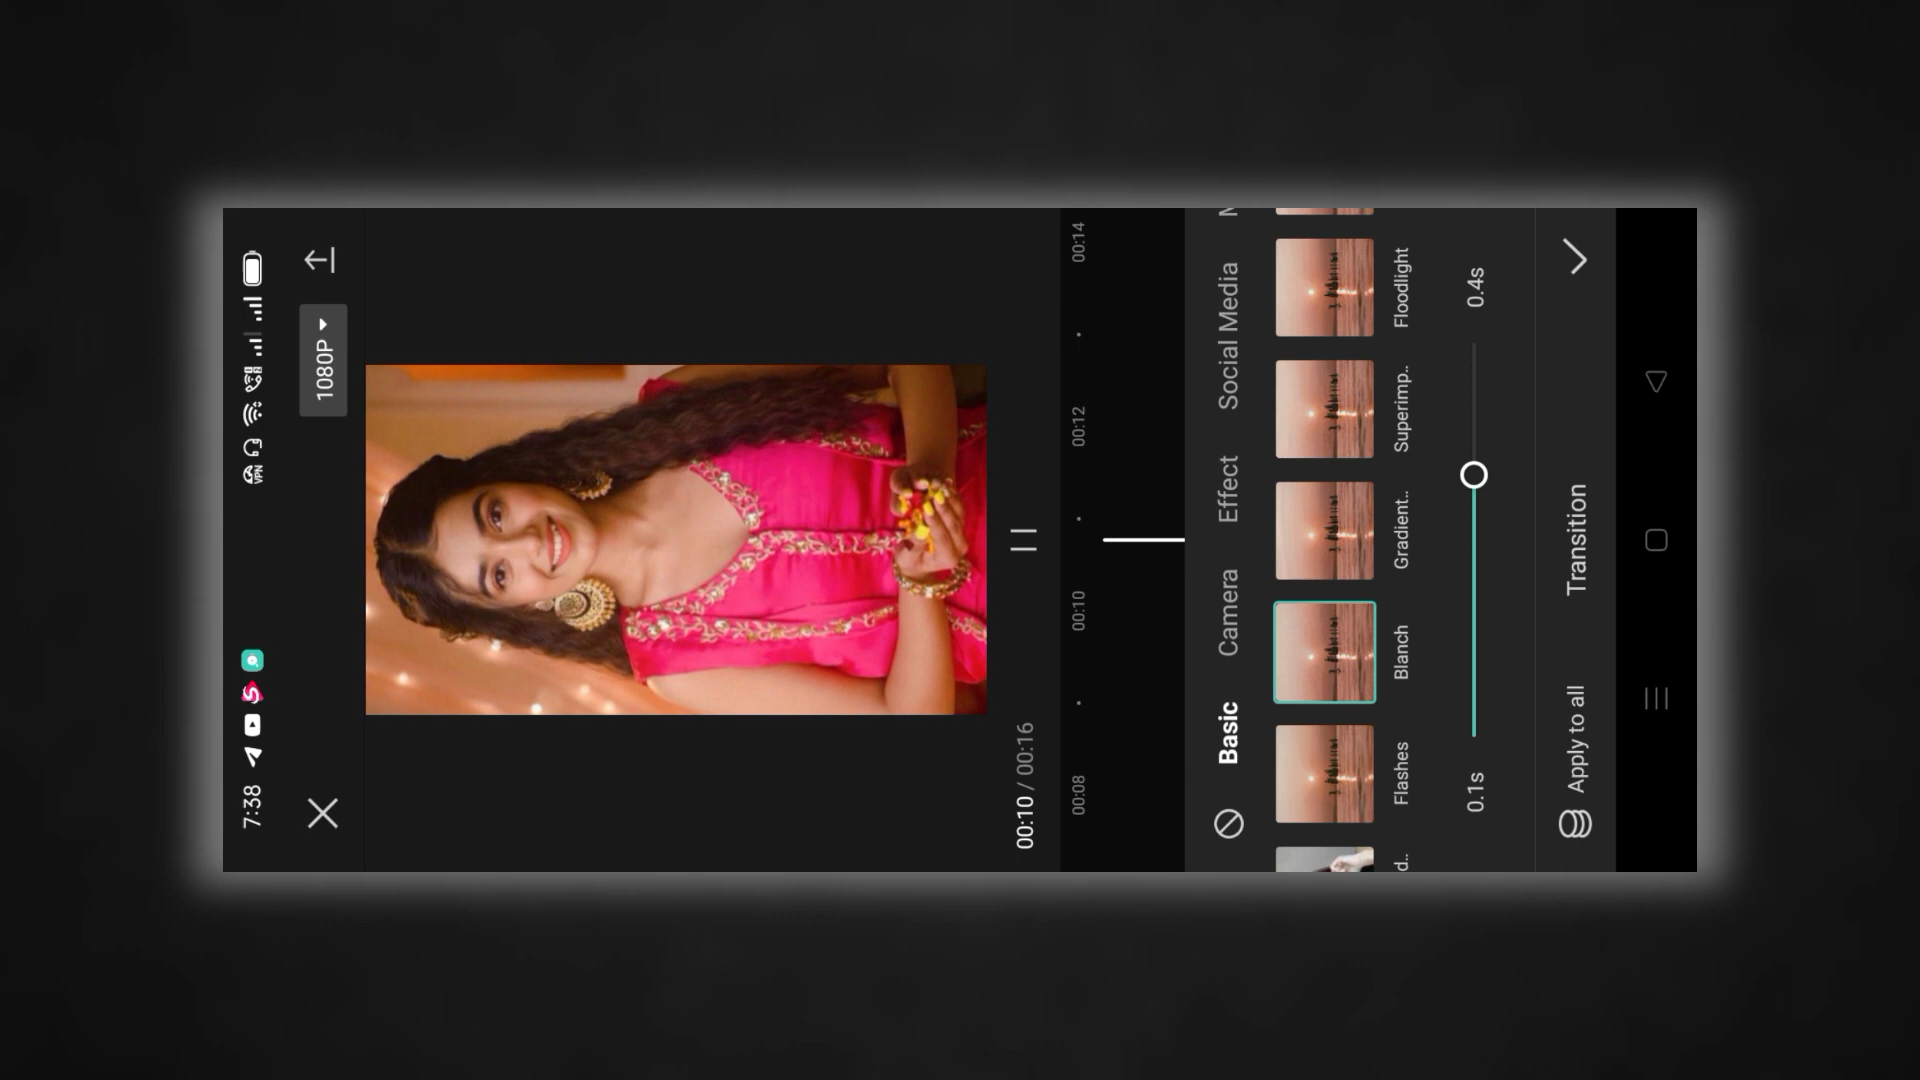 7:38
VPN
1080P
00:10 / 00:16
00:08
00:10
00:12
00:14
Basic
Camera
Effect
Social Media
d..
Flashes
Blanch
Gradient..
Superimp..
Floodlight
0.1s
0.4s
Apply to all
Transition